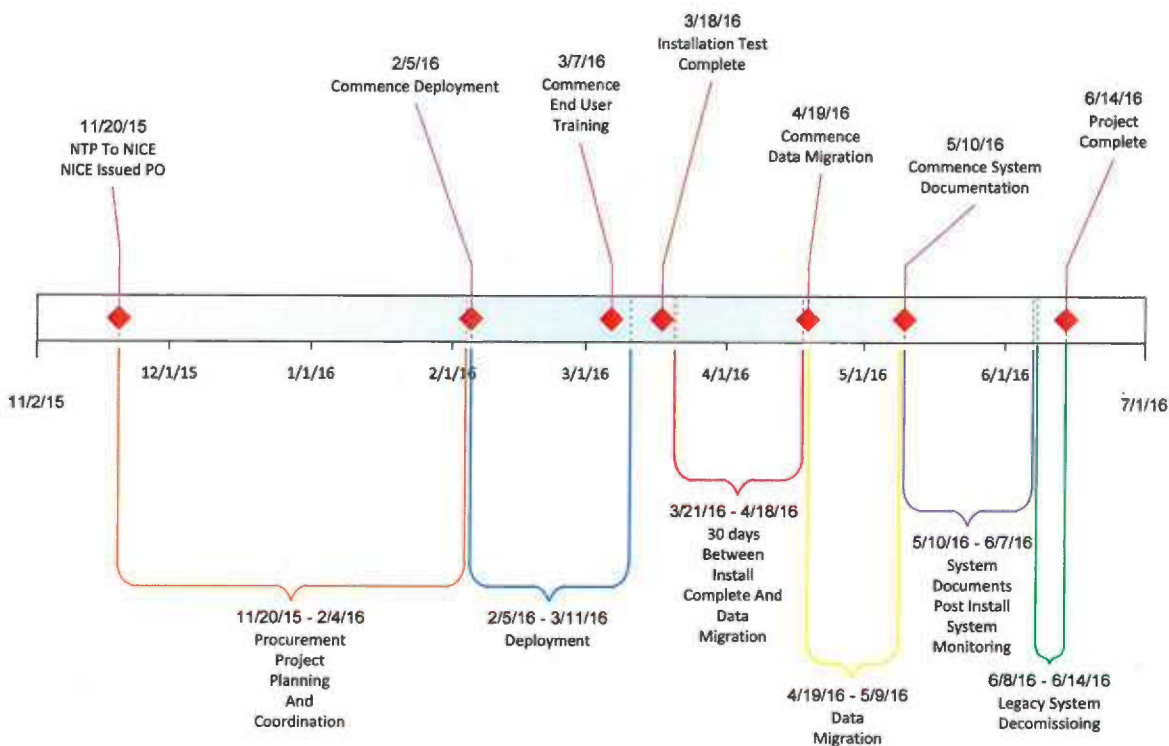 3/18/16
Installation Test
Complete
2/5/16
Commence Deployment
3/7/16
Commence
End User
Training
6/14/16
Project
Complete
4/19/16
Commence
Data Migration
11/20/15
NTP To NICE
NICE Issued PO
5/10/16
Commence System
Documentation
12/1/15
1/1/16
2/1/16
3/1/16
4/1/16
5/1/16
6/1/16
11/2/15
7/1/16
3/21/16 - 4/18/16
30 days
Between
Install
Complete And
Data
Migration
5/10/16 - 6/7/16
System
Documents
Post Install
System
Monitoring
11/20/15 - 2/4/16
Procurement
Project
Planning
And
Coordination
2/5/16 - 3/11/16
Deployment
4/19/16 - 5/9/16
Data
Migration
6/8/16 - 6/14/16
Legacy System
Decomissioing